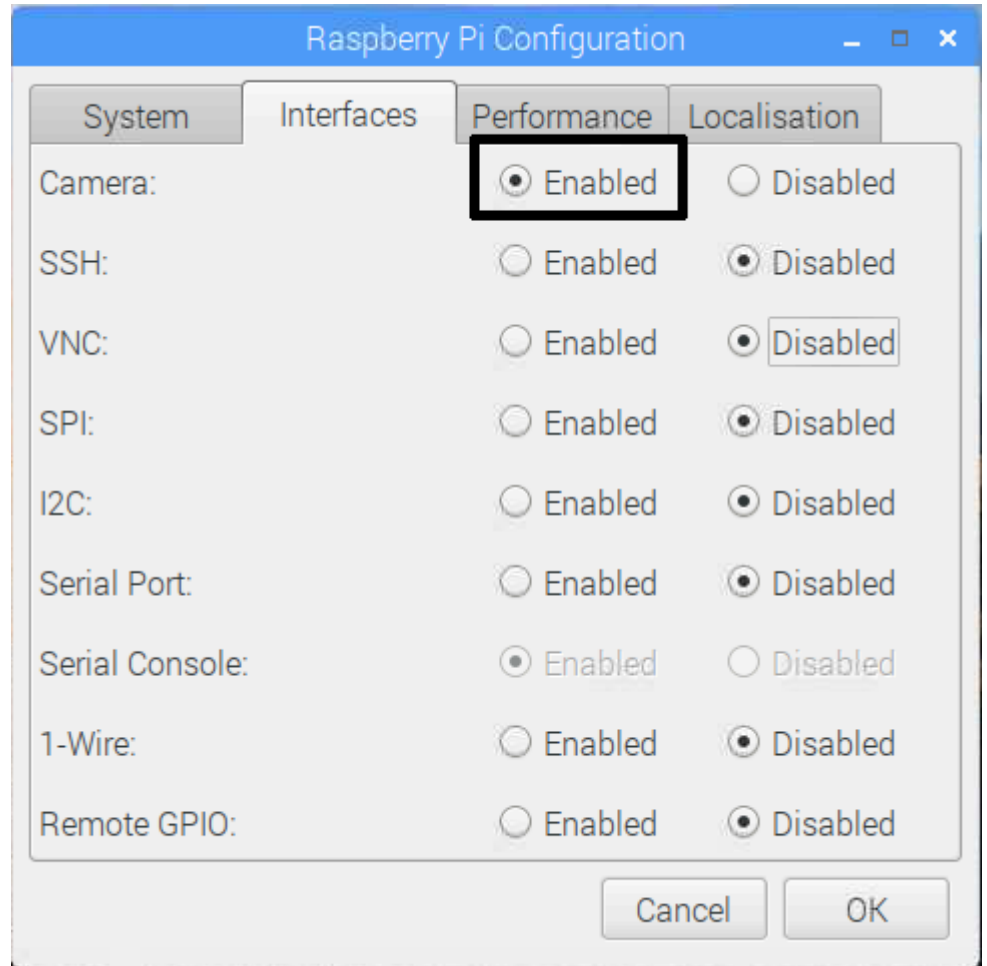 Raspberry Pi Configuration
System Interfaces Performance Localisation
Camera: Enabled Disabled
SSH: Enabled Disabled
VNC: Enabled Disabled
SPI: Enabled Disabled
I2C: Enabled Disabled
Serial Port: Enabled Disabled
Serial Console: Enabled Disabled
1-Wire: Enabled Disabled
Remote GPIO: Enabled Disabled
Cancel OK